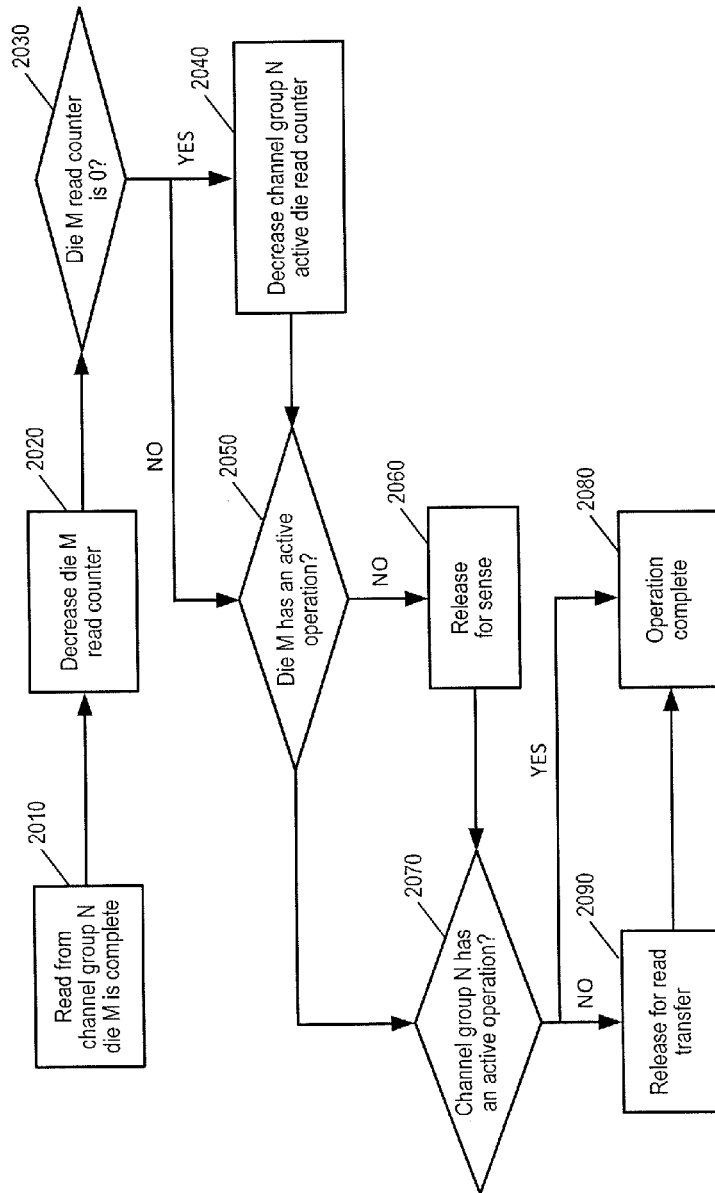 2010
Read from
channel group N
die M is complete
2020
Decrease die M
read counter
2030
Die M read counter
is 0?
YES
NO
2040
Decrease channel group N
active die read counter
2050
Die M has an active
operation?
NO
2060
Release
for sense
2070
Channel group N has
an active operation?
YES
NO
2080
Operation
complete
2090
Release for read
transfer